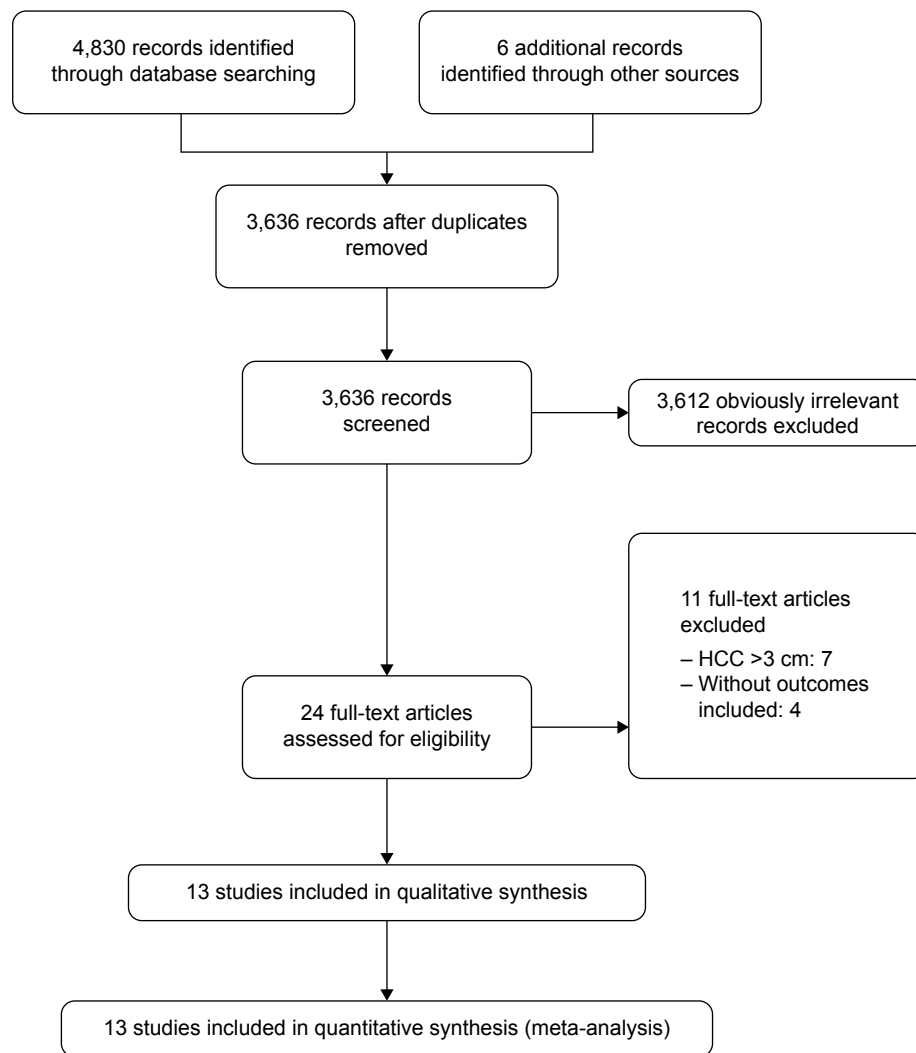 4,830 records identified
through database searching
6 additional records
identified through other sources
3,636 records after duplicates
removed
3,636 records
screened
3,612 obviously irrelevant
records excluded
24 full-text articles
assessed for eligibility
11 full-text articles
excluded
– HCC >3 cm: 7
– Without outcomes
included: 4
13 studies included in qualitative synthesis
13 studies included in quantitative synthesis (meta-analysis)